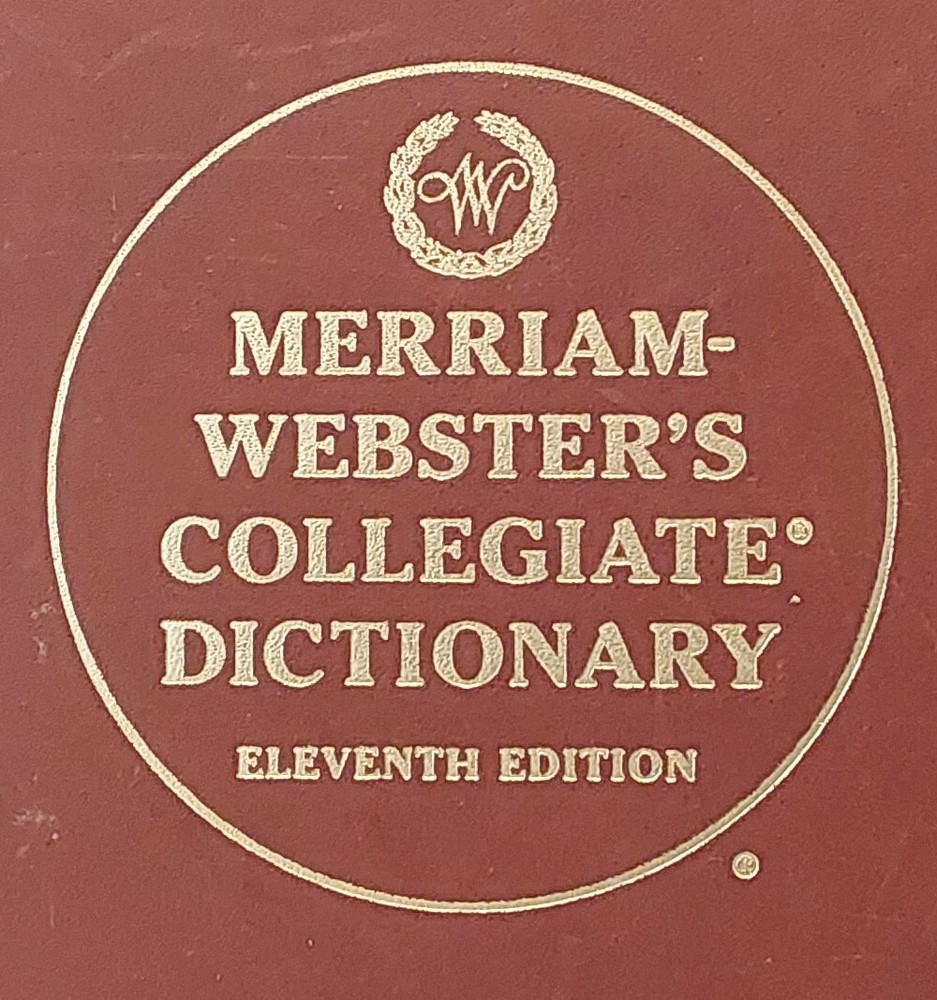 W
MERRIAM-
WEBSTER'S
COLLEGIATE®
DICTIONARY
ELEVENTH EDITION
®